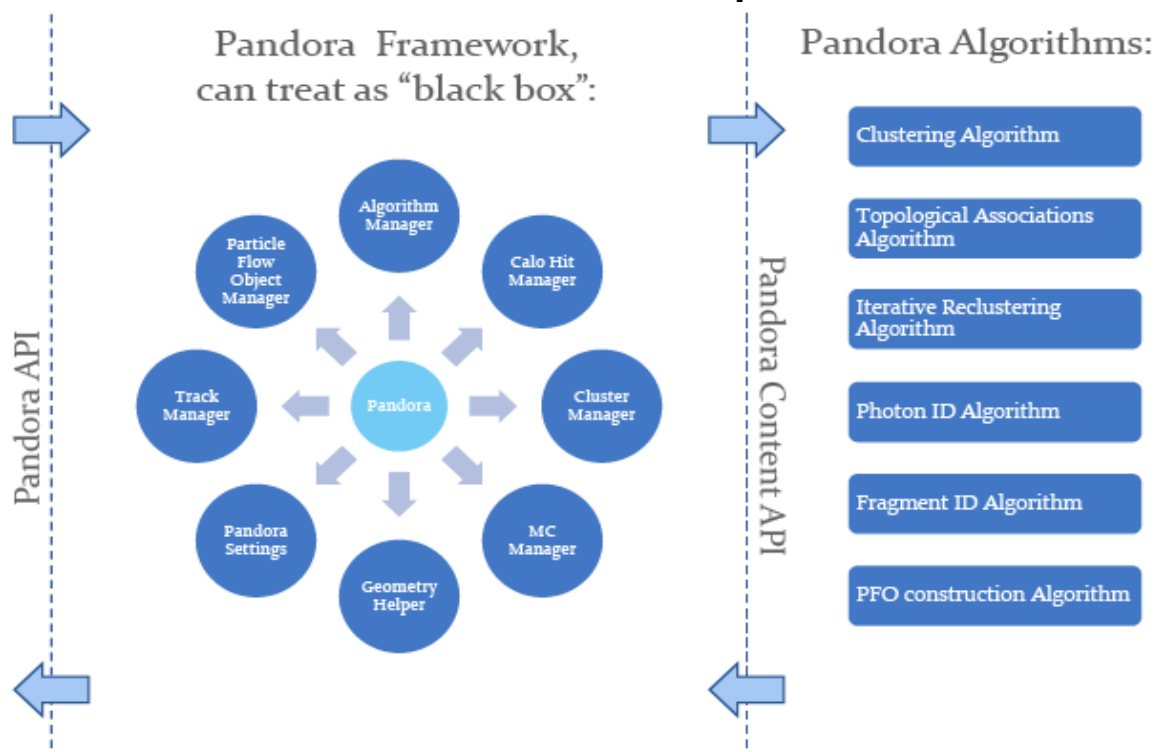 Pandora Framework,
can treat as “black box”:
Pandora Algorithms:
Pandora API
Algorithm
Manager
Calo Hit
Manager
Cluster
Manager
MC
Manager
Geometry
Helper
Pandora
Settings
Track
Manager
Particle
Flow
Object
Manager
Pandora
Pandora Content API
Clustering Algorithm
Topological Associations
Algorithm
Iterative Reclustering
Algorithm
Photon ID Algorithm
Fragment ID Algorithm
PFO construction Algorithm